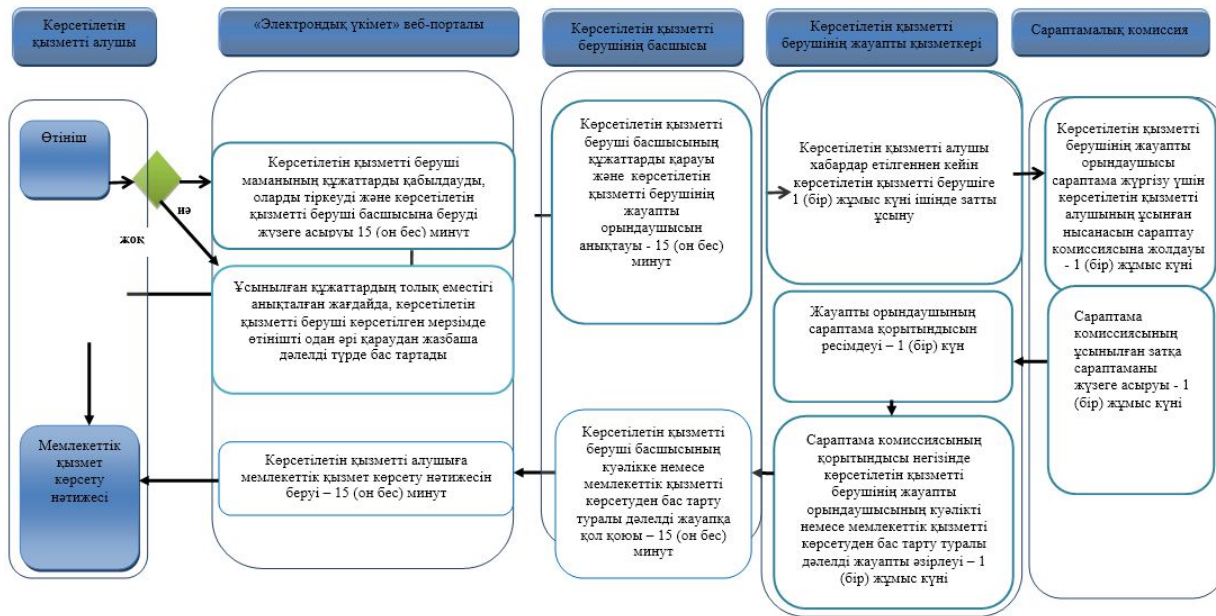 Көрсетілетін
қызметті алушы
«Электрондық үкімет» веб-порталы
Көрсетілетін қызметті
берушінің басшысы
Көрсетілетін қызметті
берушінің жауапты қызметкері
Сараптамалық комиссия
Өтініш
иә
жоқ
Көрсетілетін қызметті беруші
маманының құжаттарды қабылдауды,
оларды тіркеуді және көрсетілетін
қызметті беруші басшысына беруді
жүзеге асыруы 15 (он бес) минут
Ұсынылған құжаттардың толық еместігі
анықталған жағдайда, көрсетілетін
қызметті беруші көрсетілген мерзімде
өтінішті одан әрі қараудан жазбаша
дәлелді түрде бас тартады
Көрсетілетін қызметті
беруші басшысының
құжаттарды қарауы
және көрсетілетін
қызметті берушінің
жауапты
орындаушысын
анықтауы - 15 (он бес)
минут
Көрсетілетін қызметті алушы
хабардар етілгеннен кейін
көрсетілетін қызметті берушіге
1 (бір) жұмыс күні ішінде затты
ұсыну
Көрсетілетін қызметті
берушінің жауапты
орындаушысы
сараптама жүргізу үшін
көрсетілетін қызметті
алушының ұсынған
нысанасын сараптау
комиссиясына жолдауы
- 1 (бір) жұмыс күні
Сараптама
комиссиясының
ұсынылған затқа
сараптаманы
жүзеге асыруы - 1
(бір) жұмыс күні
Жауапты орындаушының
сараптама қорытындысын
ресімдеуі – 1 (бір) күн
Сараптама комиссиясының
қорытындысы негізінде
көрсетілетін қызметті
берушінің жауапты
орындаушысының куәлікті
немесе мемлекеттік қызметті
көрсетуден бас тарту туралы
дәлелді жауапты әзірлеуі – 1
(бір) жұмыс күні
Көрсетілетін қызметті
беруші басшысының
куәлікке немесе
мемлекеттік қызметті
көрсетуден бас тарту
туралы дәлелді жауапқа
қол қоюы – 15 (он бес)
минут
Көрсетілетін қызметті алушыға
мемлекеттік қызмет көрсету нәтижесін
беруі – 15 (он бес) минут
Мемлекеттік
қызмет
көрсету
нәтижесі